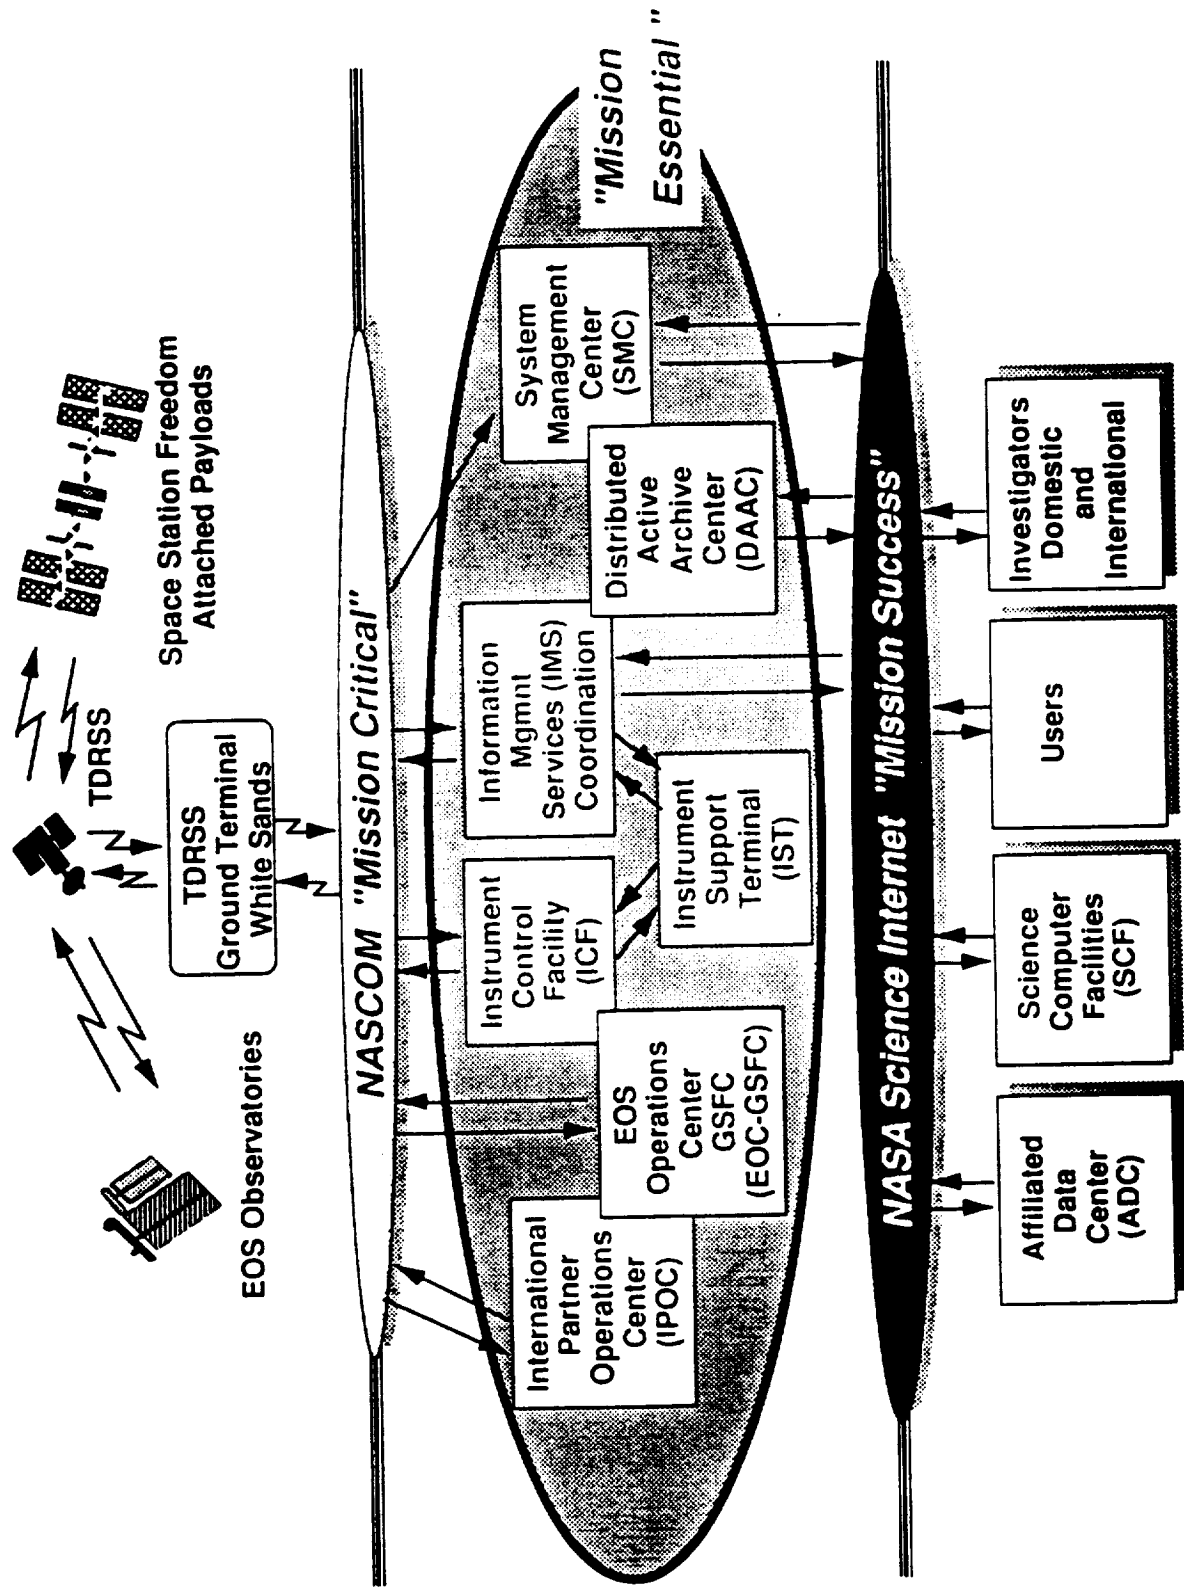 EOS Observatories
TDRSS
Space Station Freedom
Attached Payloads
TDRSS
Ground Terminal
White Sands
NASCOM "Mission Critical"
International
Partner
Operations
Center
(IPOC)
EOS
Operations
Center
GSFC
(EOC-GSFC)
Instrument
Control
Facility
(ICF)
Information
Mgmnt
Services (IMS)
Coordination
Instrument
Support
Terminal
(IST)
Distributed
Active
Archive
Center
(DAAC)
System
Management
Center
(SMC)
"Mission
Essential"
NASA Science Internet "Mission Success"
Affiliated
Data
Center
(ADC)
Science
Computer
Facilities
(SCF)
Users
Investigators
Domestic
and
International